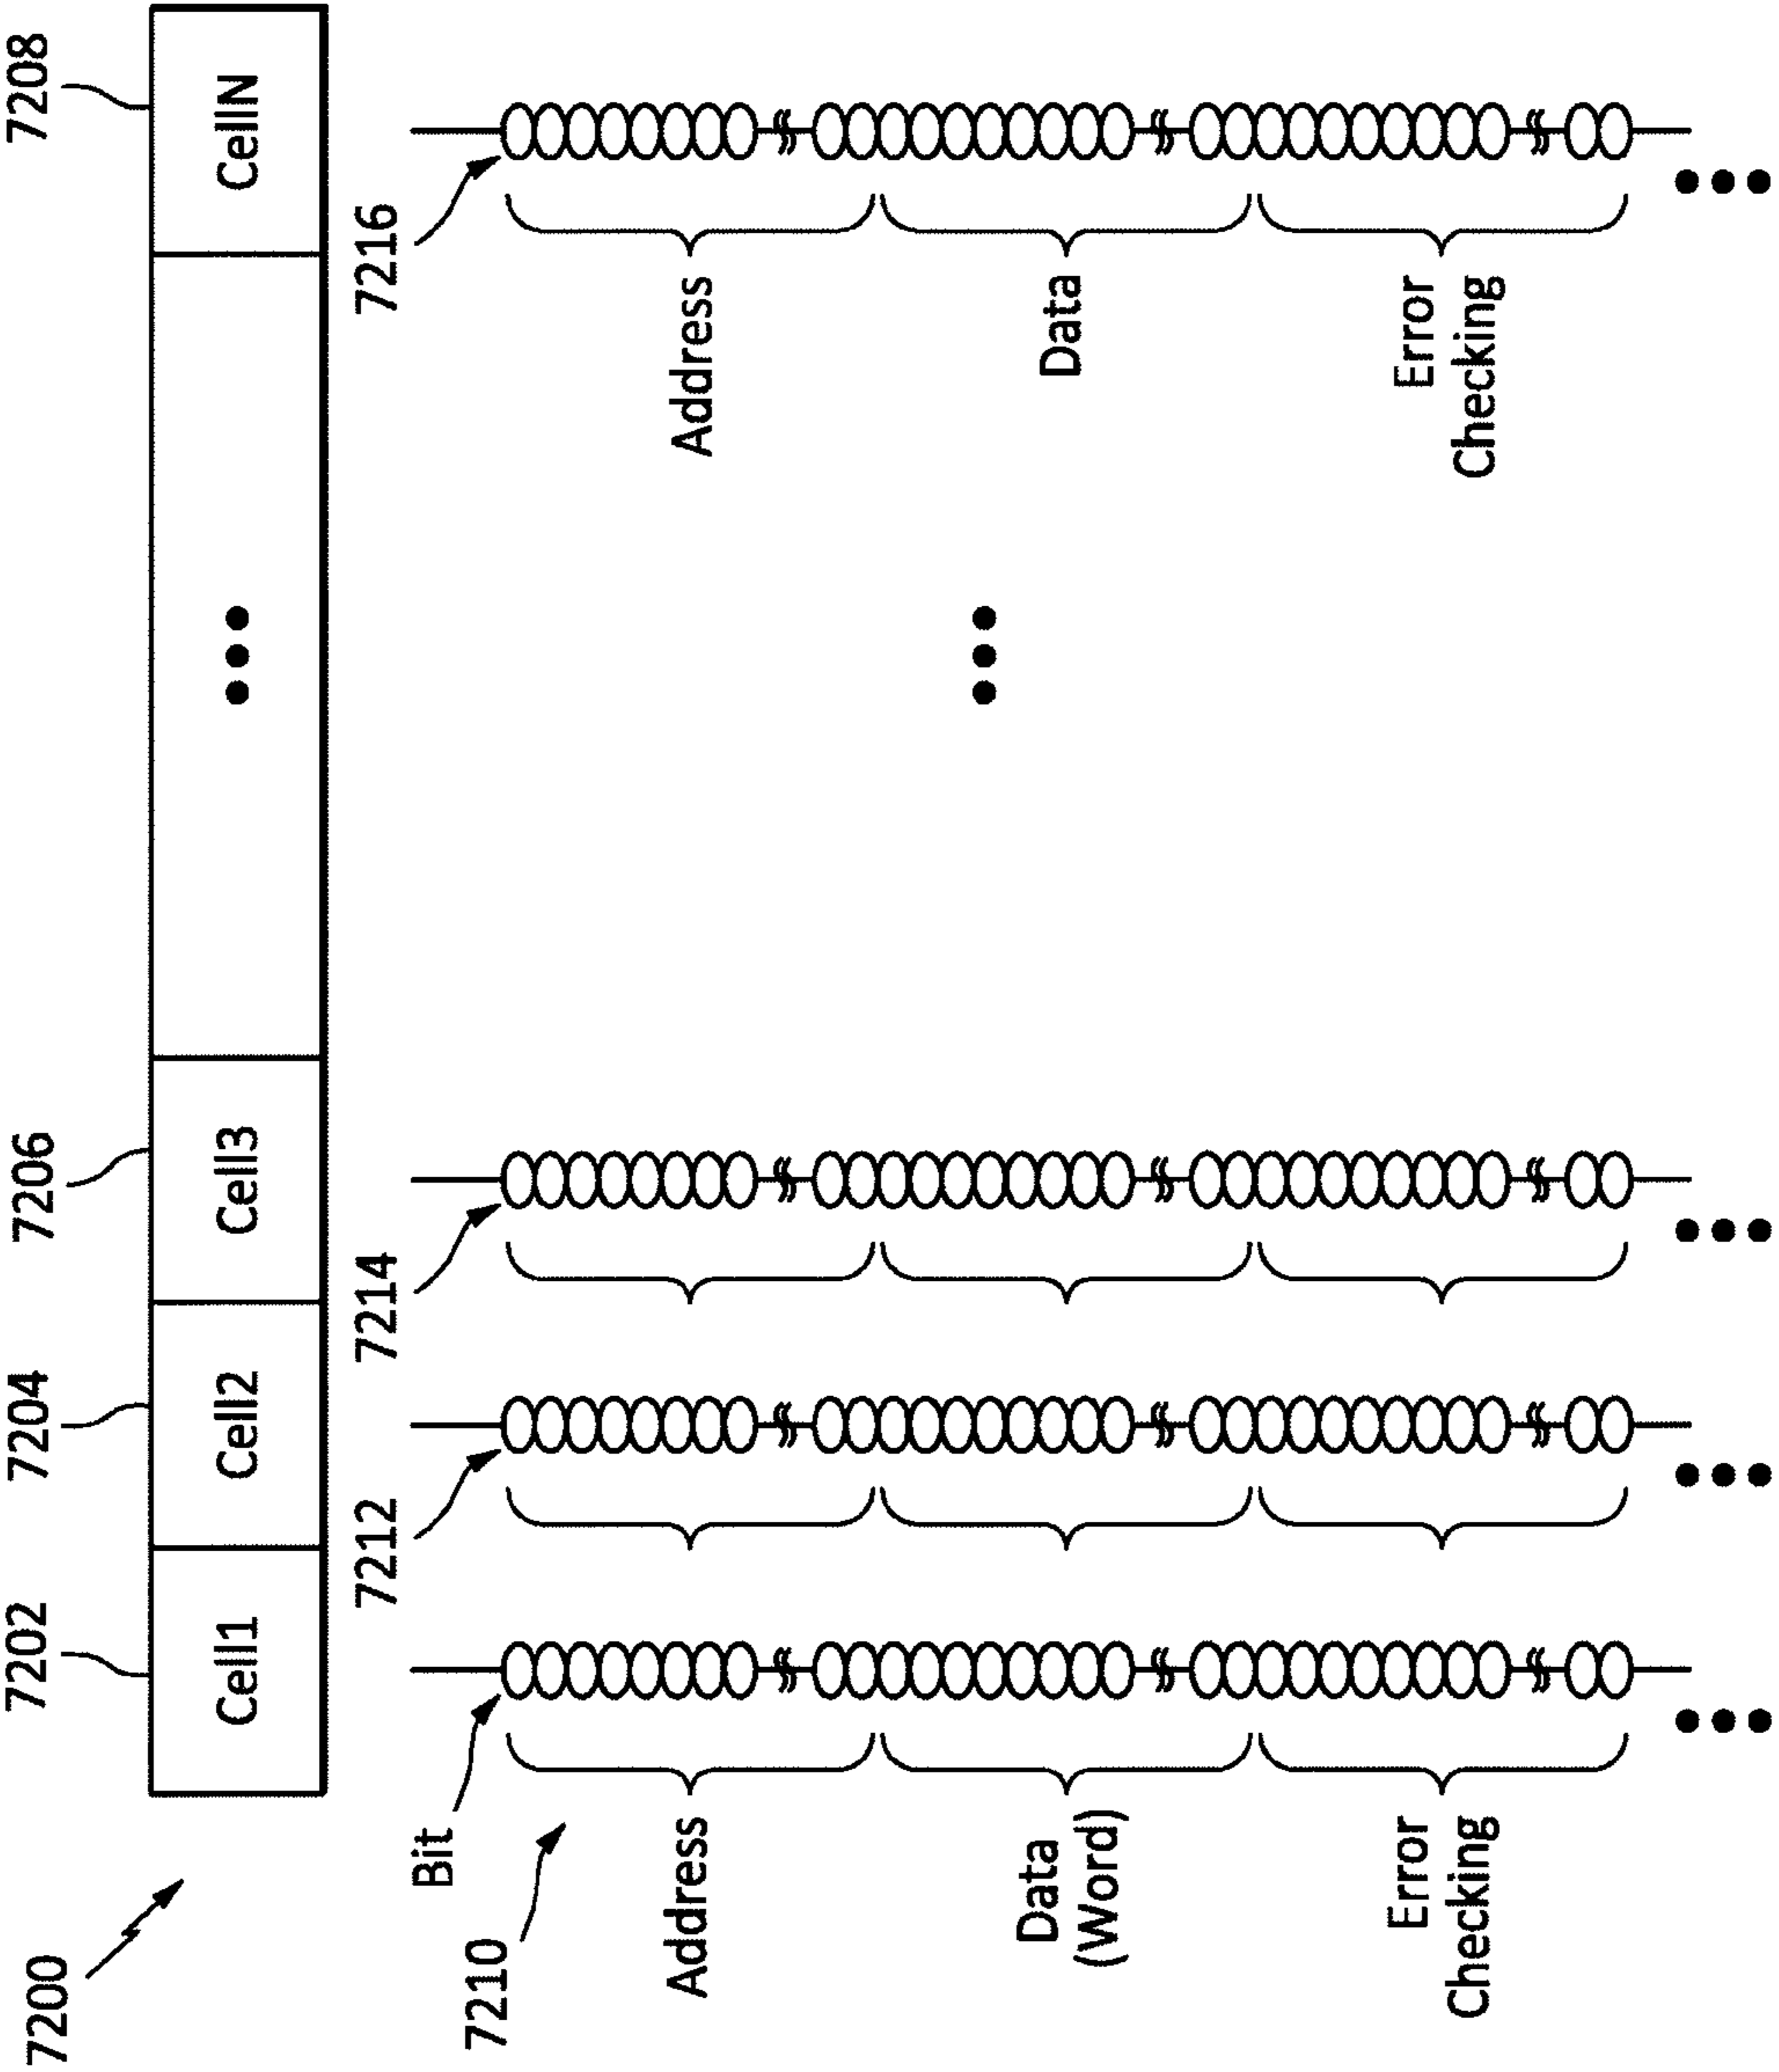 7200
7202
7204
7206
7208
Cell1
Cell2
Cell3
CellN
7212
7214
7216
Bit
7210
Address
Address
Data
(Word)
Data
Error
Checking
Error
Checking